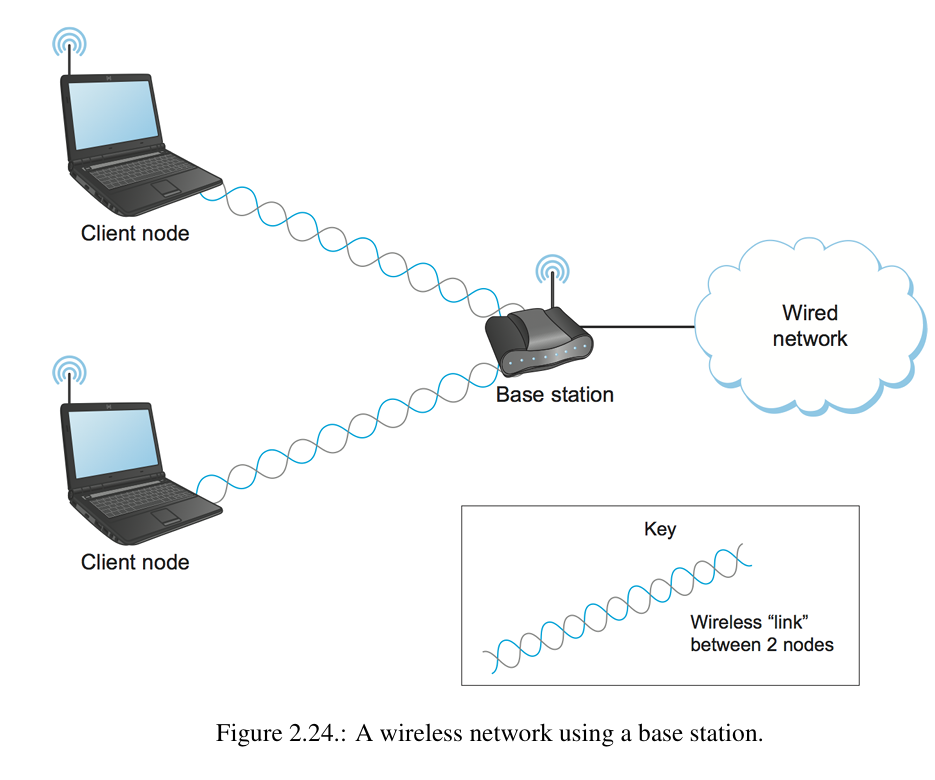 Client node
Wired
network
Base station
Client node
Key
Wireless “link”
between 2 nodes
Figure 2.24.: A wireless network using a base station.